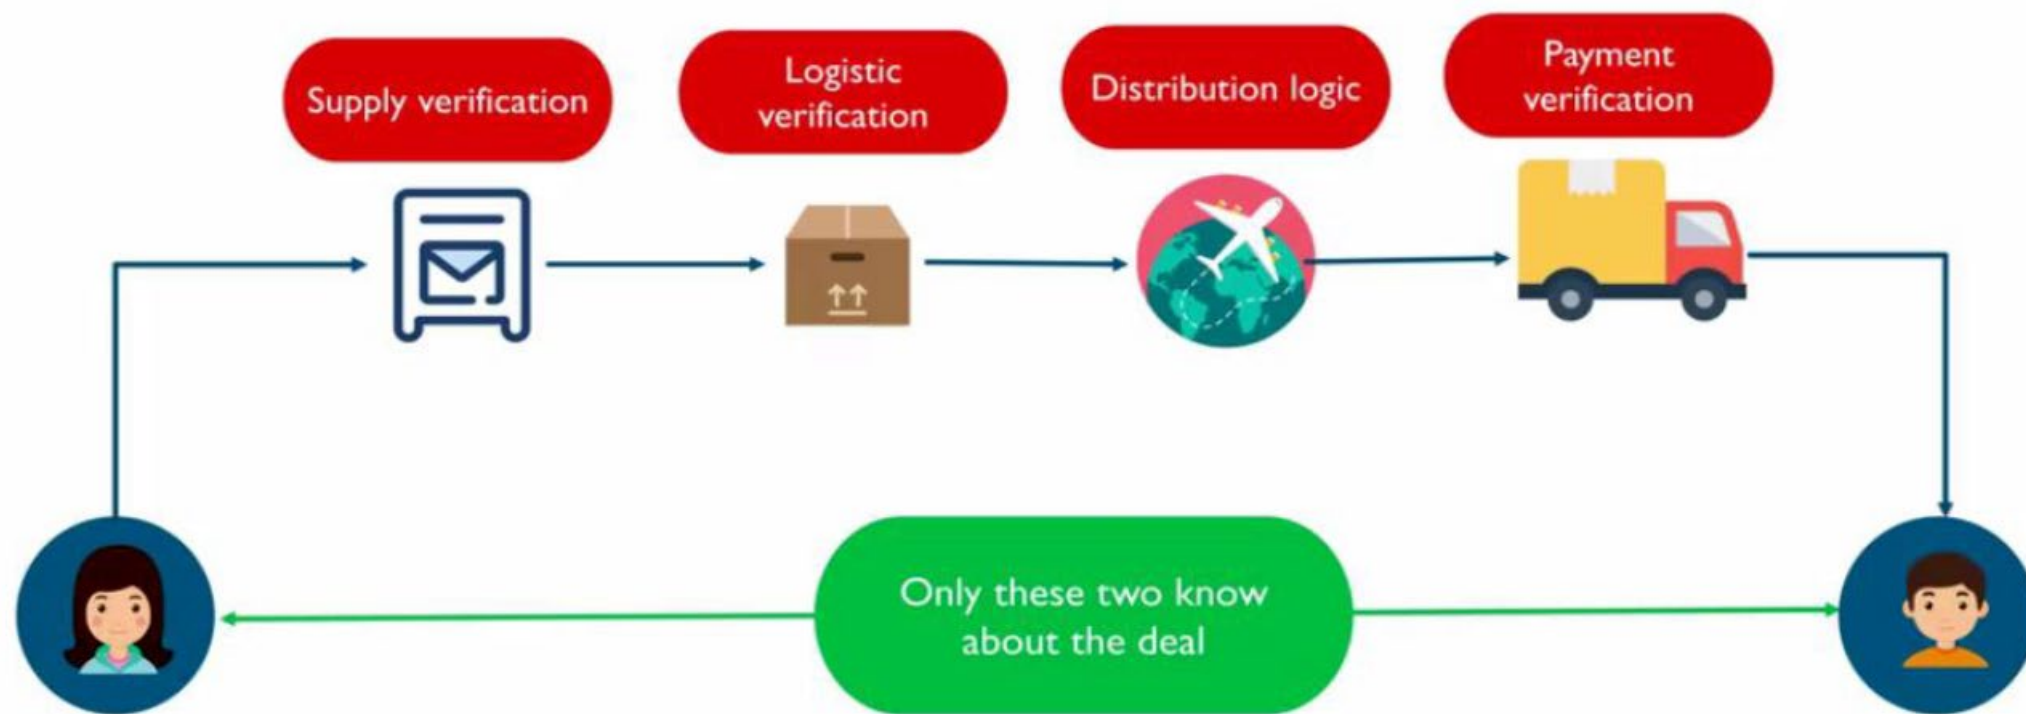 Supply verification
Logistic
verification
Distribution logic
Payment
verification
Only these two know
about the deal